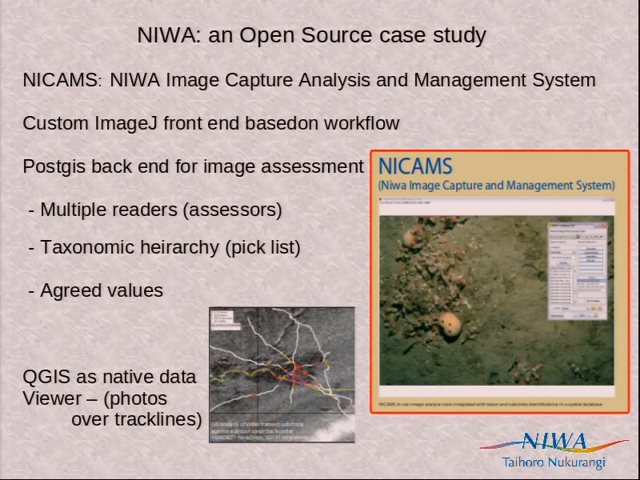 NIWA: an Open Source case study
NICAMS: NIWA Image Capture Analysis and Management System
Custom ImageJ front end basedon workflow
Postgis back end for image assessment
- Multiple readers (assessors)
- Taxonomic heirarchy (pick list)
- Agreed values
NICAMS
(Niwa Image Capture and Management System)
QGIS as native data
Viewer – (photos
over tracklines)
NIWA
Taihoro Nukurangi